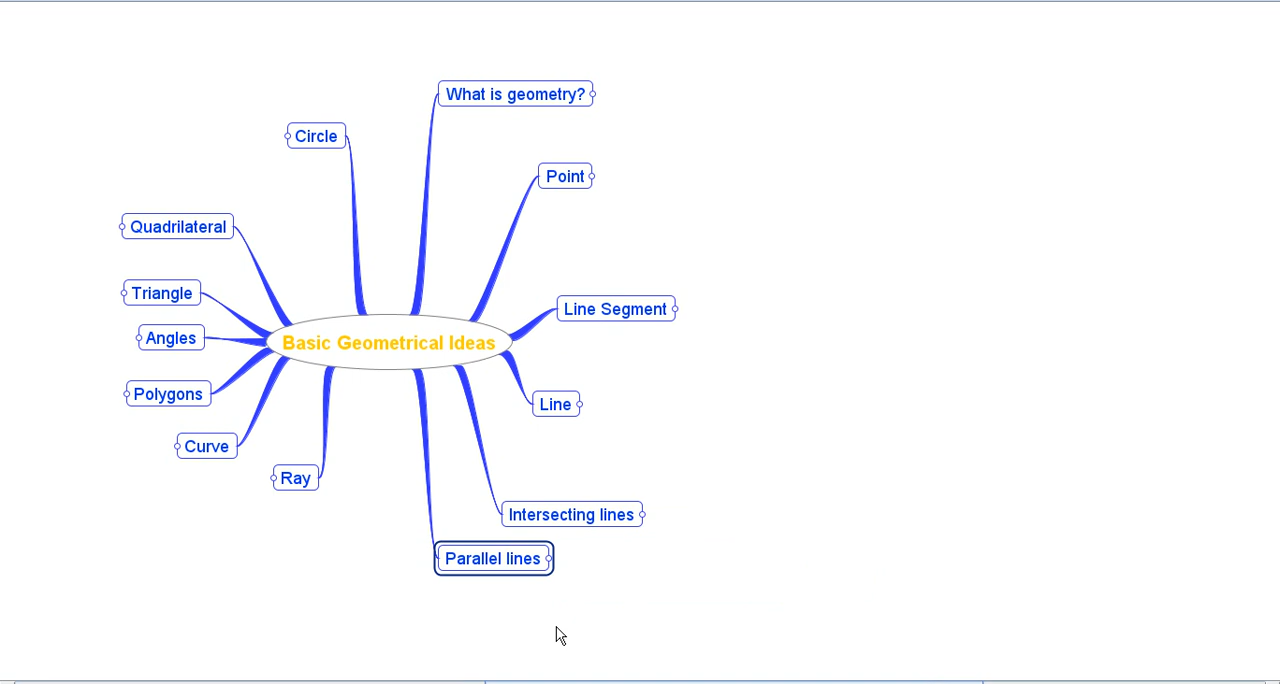 What is geometry?
Circle
Point
Quadrilateral
Triangle
Line Segment
Angles
Basic Geometrical Ideas
Polygons
Line
Curve
Ray
Intersecting lines
Parallel lines